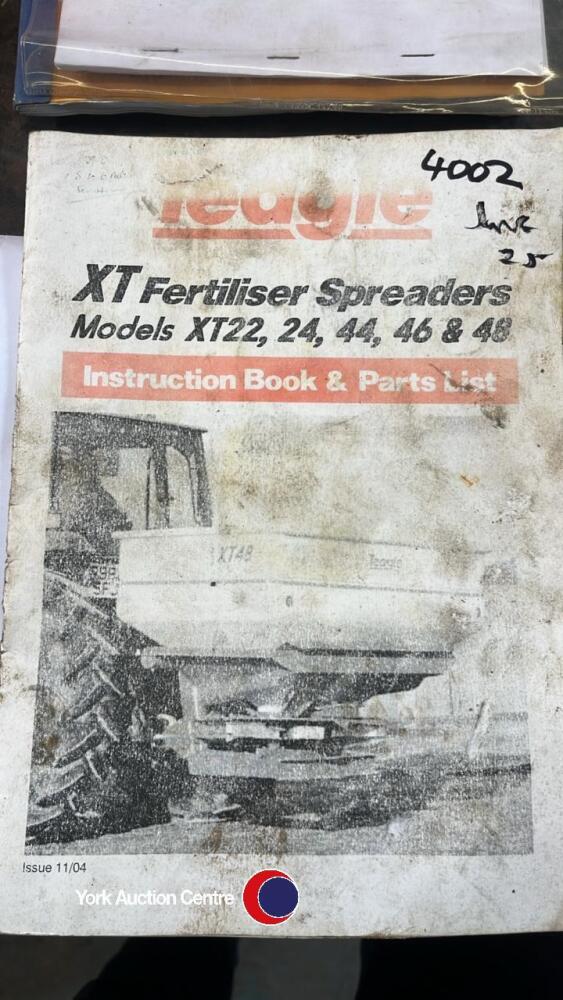 4002
Teagle
25
XT Fertiliser Spreaders
Models XT22, 24, 44, 46 & 48
Instruction Book & Parts List
XT48
Teagle
Issue 11/04
York Auction Centre